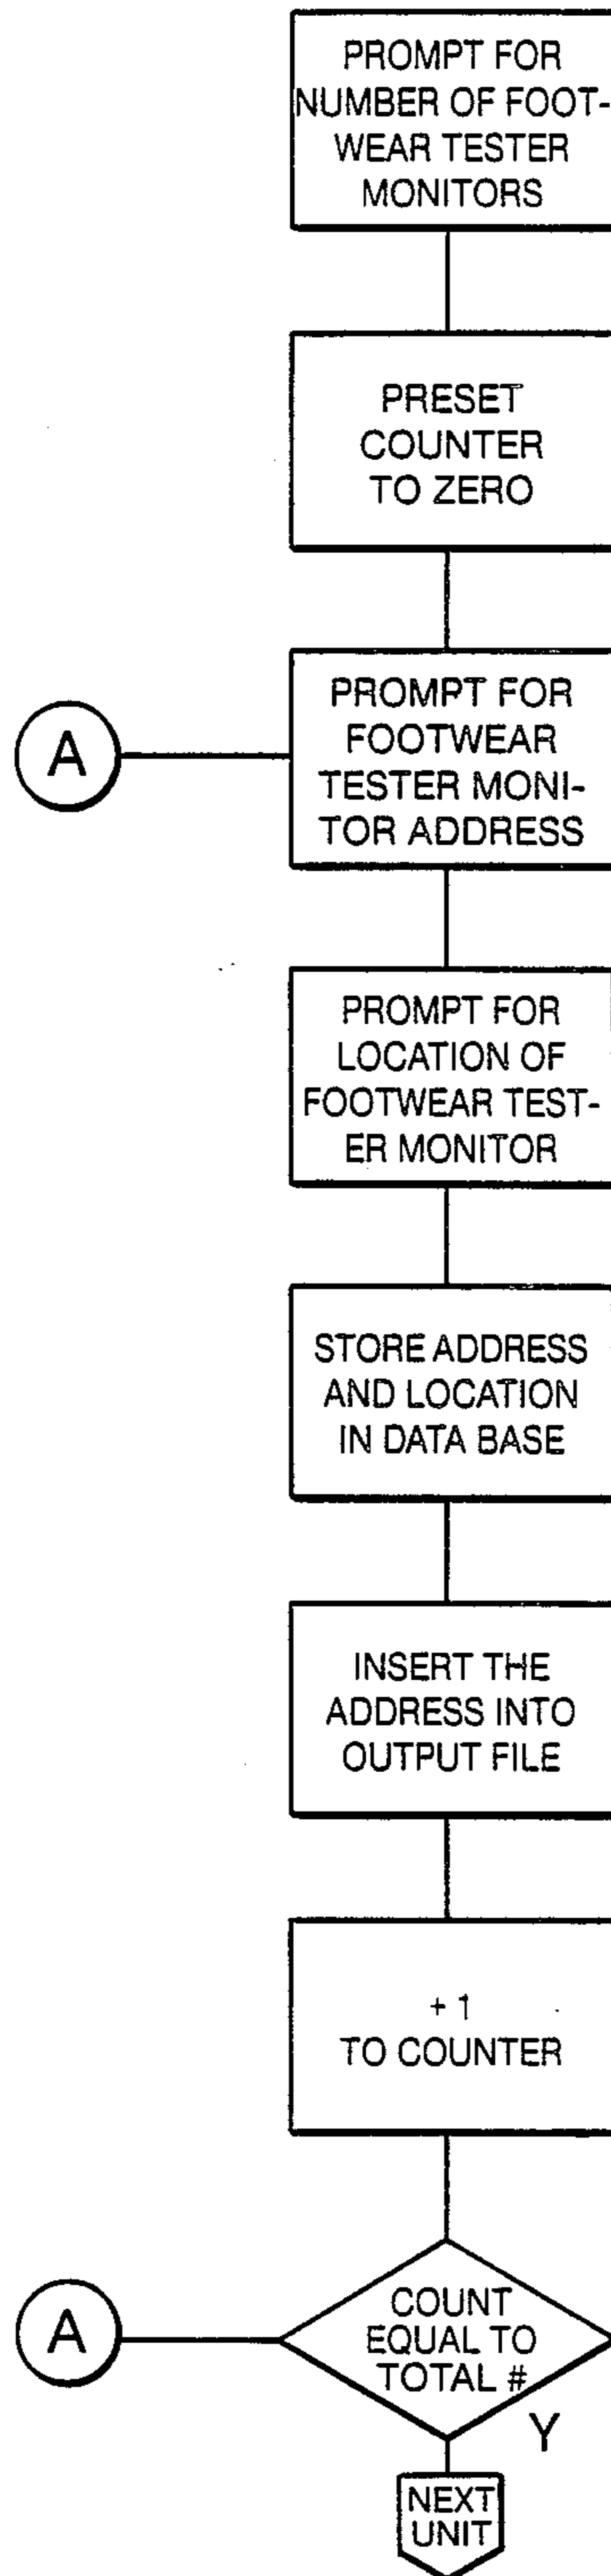 PROMPT FOR
NUMBER OF FOOT-
WEAR TESTER
MONITORS
PRESET
COUNTER
TO ZERO
A
PROMPT FOR
FOOTWEAR
TESTER MONI-
TOR ADDRESS
PROMPT FOR
LOCATION OF
FOOTWEAR TEST-
ER MONITOR
STORE ADDRESS
AND LOCATION
IN DATA BASE
INSERT THE
ADDRESS INTO
OUTPUT FILE
+ 1
TO COUNTER
A
COUNT
EQUAL TO
TOTAL #
Y
NEXT
UNIT